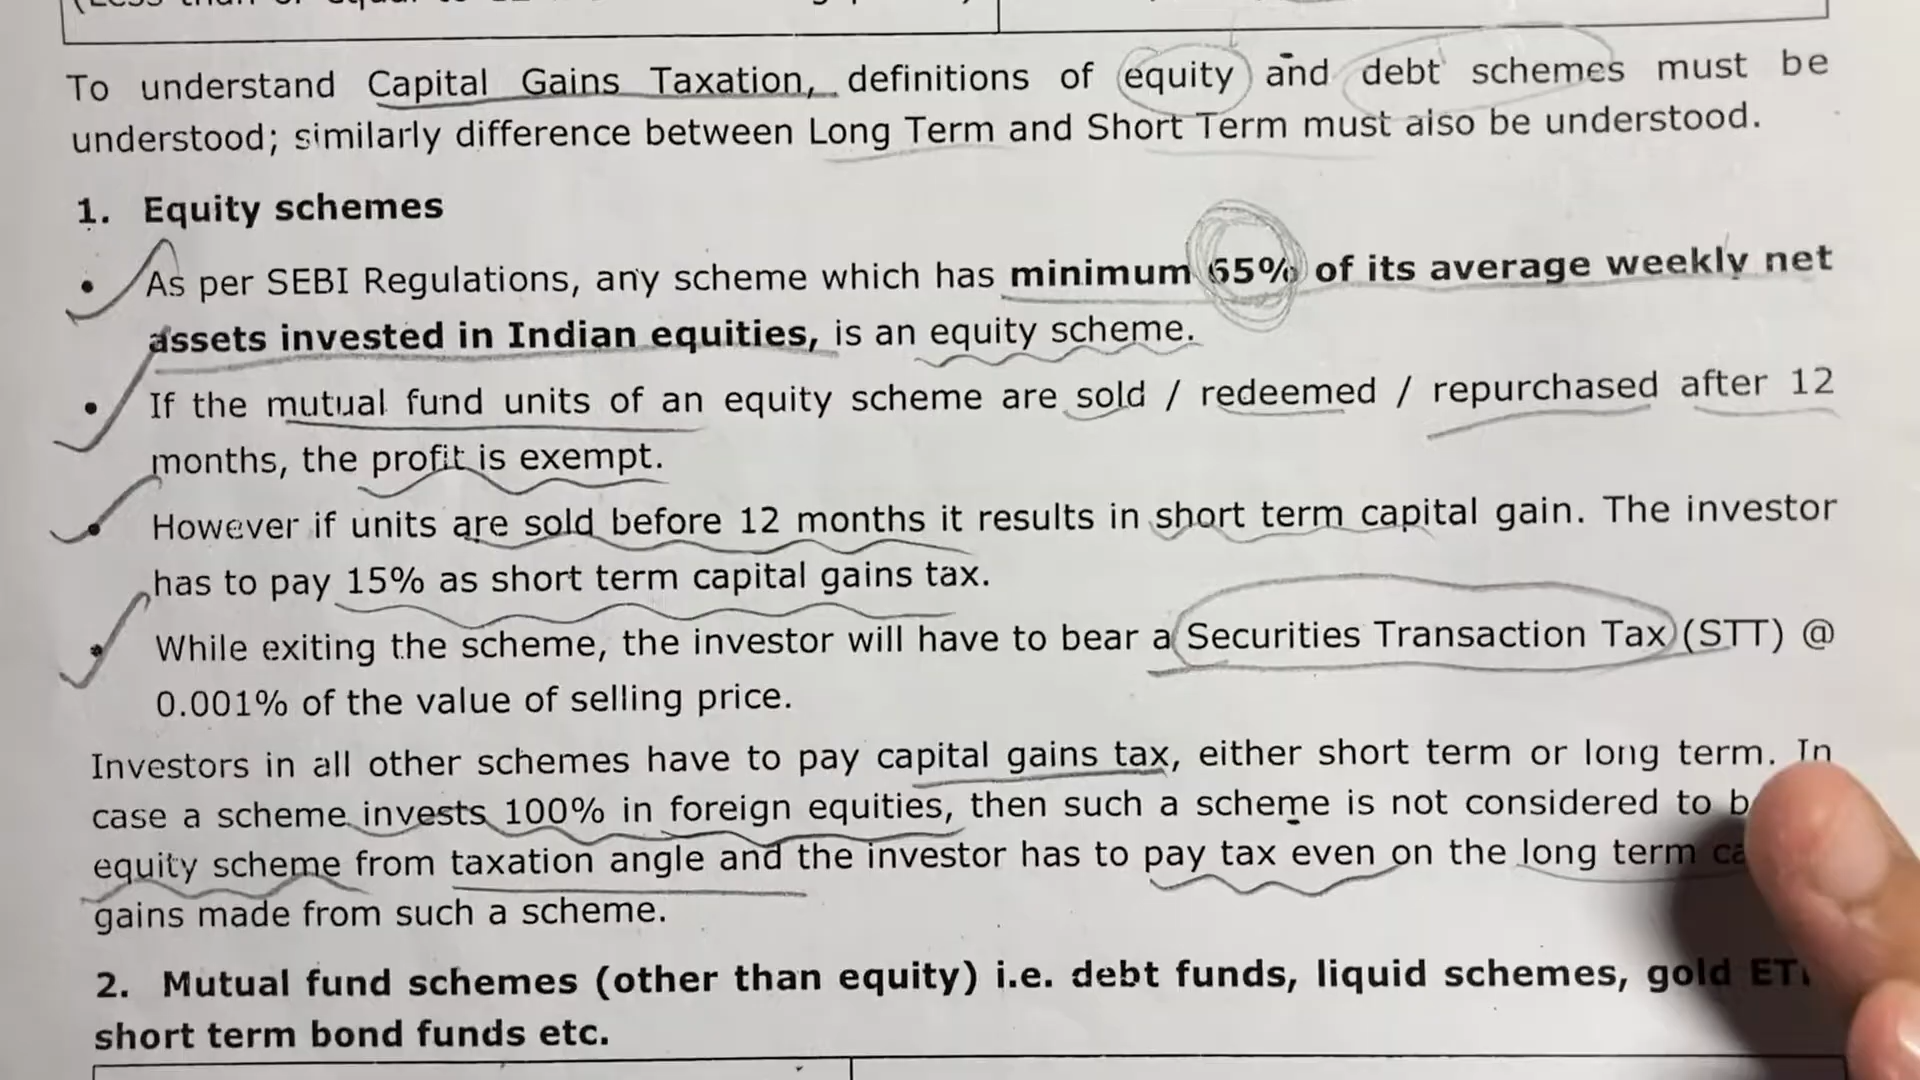 To understand Capital Gains Taxation, definitions of equity and debt schemes must be
understood; similarly difference between Long Term and Short Term must also be understood.
1. Equity schemes
• As per SEBI Regulations, any scheme which has minimum 65% of its average weekly net
assets invested in Indian equities, is an equity scheme.
• If the mutual fund units of an equity scheme are sold / redeemed / repurchased after 12
months, the profit is exempt.
• However if units are sold before 12 months it results in short term capital gain. The investor
has to pay 15% as short term capital gains tax.
• While exiting the scheme, the investor will have to bear a Securities Transaction Tax (STT) @
0.001% of the value of selling price.
Investors in all other schemes have to pay capital gains tax, either short term or long term. In
case a scheme invests 100% in foreign equities, then such a scheme is not considered to
equity scheme from taxation angle and the investor has to pay tax even on the long term
gains made from such a scheme.
2. Mutual fund schemes (other than equity) i.e. debt funds, liquid schemes, gold
short term bond funds etc.